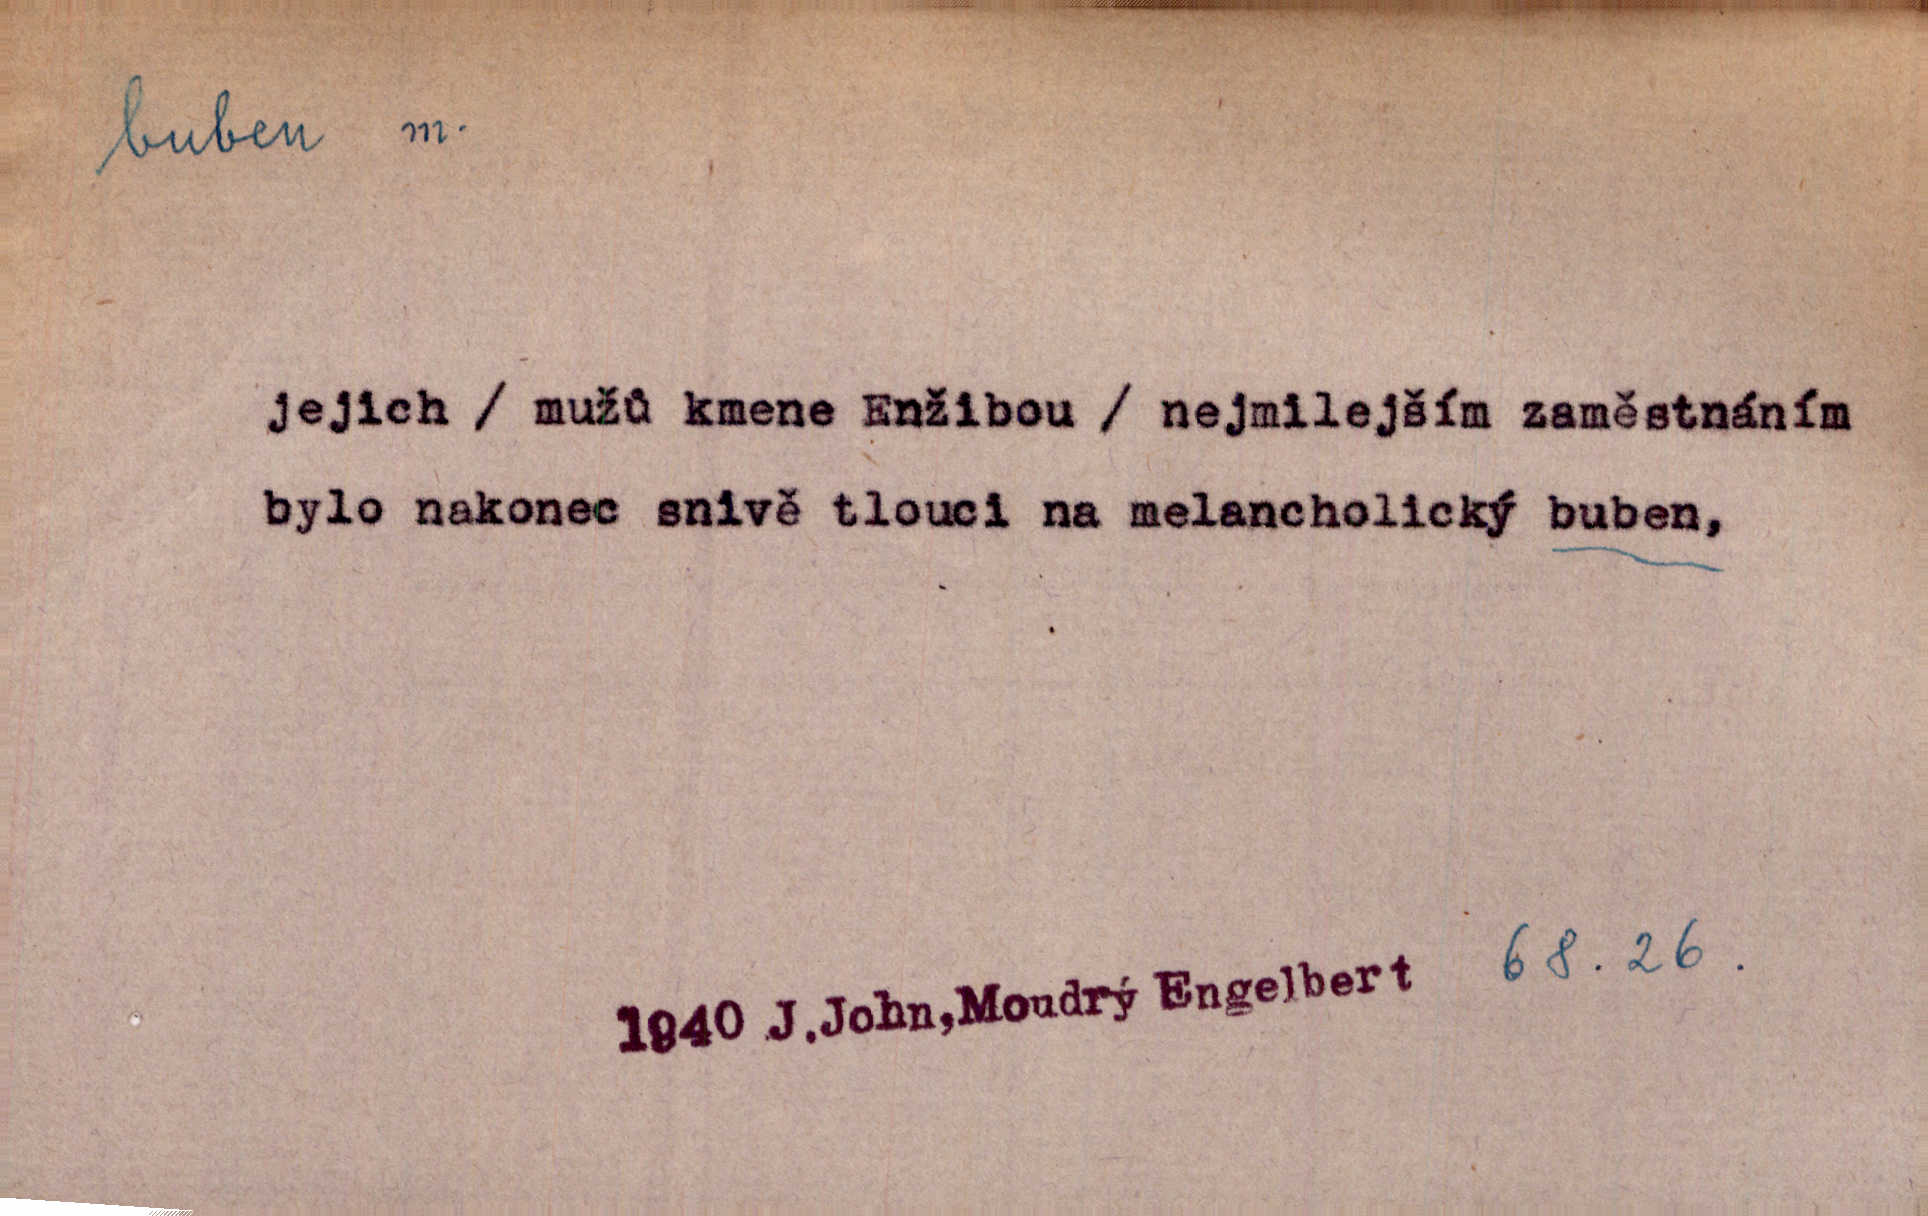 buben m.
jejich / mužů kmene Enžibou / nejmilejším zaměstnáním
bylo nakonec snivě tlouci na melancholický buben,
1940 J.John,Moudrý Engelbert 68.26.